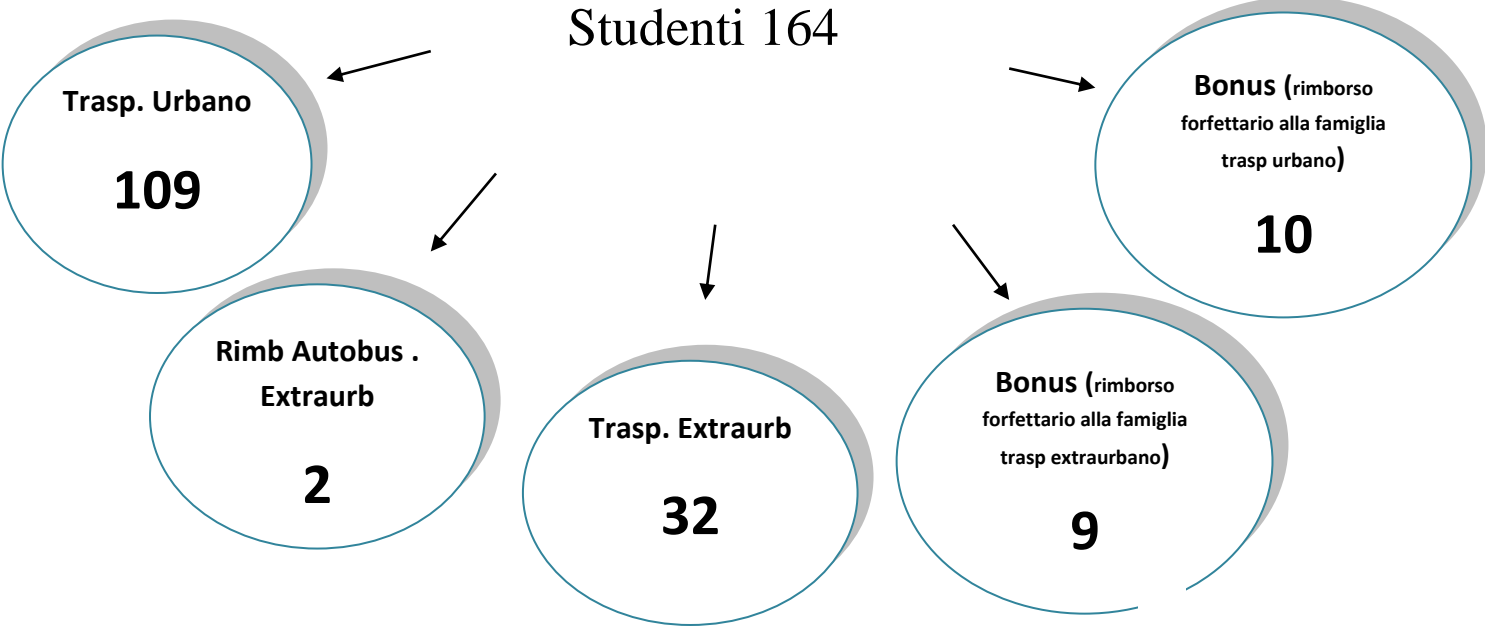 Studenti 164
Trasp. Urbano
109
Rimb Autobus .
Extraurb
2
Trasp. Extraurb
32
Bonus (rimborso
forfettario alla famiglia
trasp extraurbano)
9
Bonus (rimborso
forfettario alla famiglia
trasp urbano)
10